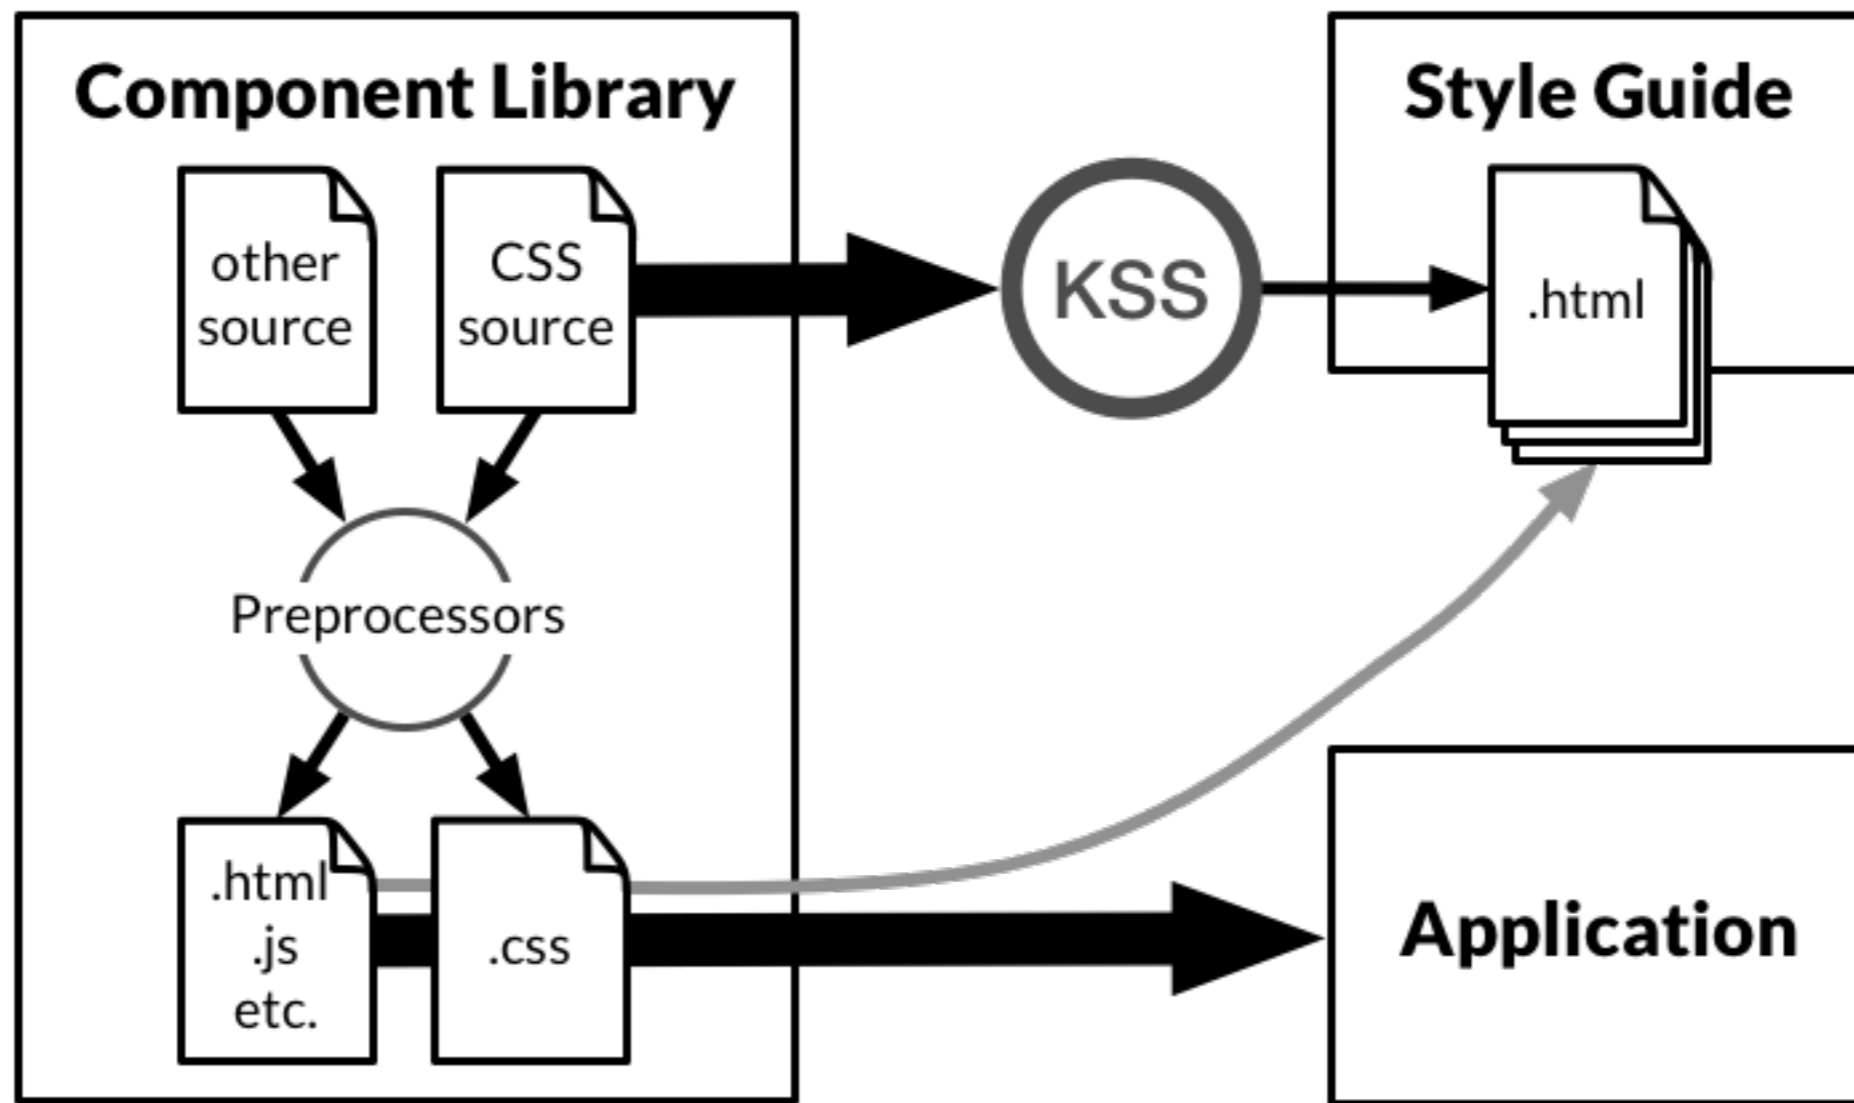 Component Library
other
source
CSS
source
Preprocessors
.html
.js
etc.
.css
KSS
Style Guide
.html
Application